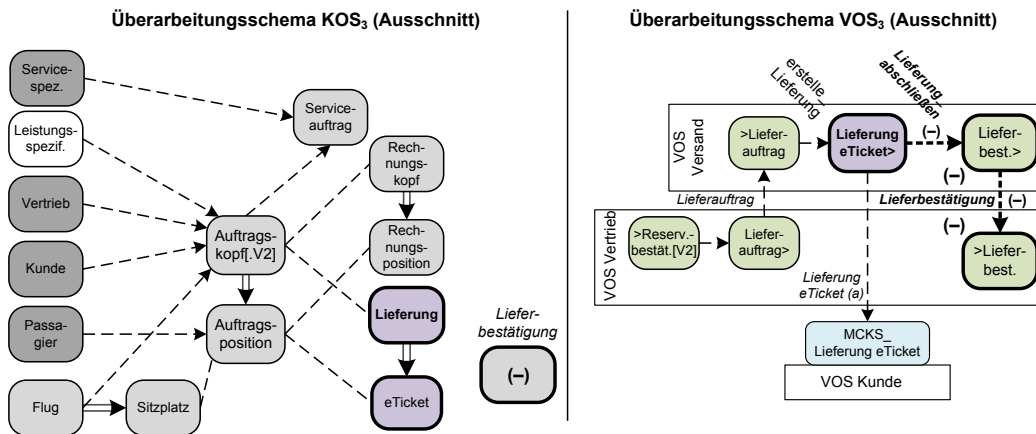 Überarbeitungsschema KOS3 (Ausschnitt)
Service-
spez.
Leistungs-
spezif.
Vertrieb
Kunde
Passa-
gier
Flug
Sitzplatz
Service-
auftrag
Auftrags-
kopf[.V2]
Auftrags-
position
Rech-
nungs-
kopf
Rech-
nungs-
position
Lieferung
eTicket
Liefer-
bestätigung
(–)
Überarbeitungsschema VOS3 (Ausschnitt)
erstelle_
Lieferung
Lieferung_
abschließen
VOS
Versand
>Liefer-
auftrag
Lieferung
eTicket>
(–)
Liefer-
best.>
(–)
Lieferauftrag
Lieferbestätigung
(–)
VOS Vertrieb
>Reserv.-
bestät.[V2]
Liefer-
auftrag>
(–)
>Liefer-
best.
Lieferung
eTicket (a)
MCKS_
Lieferung eTicket
VOS Kunde